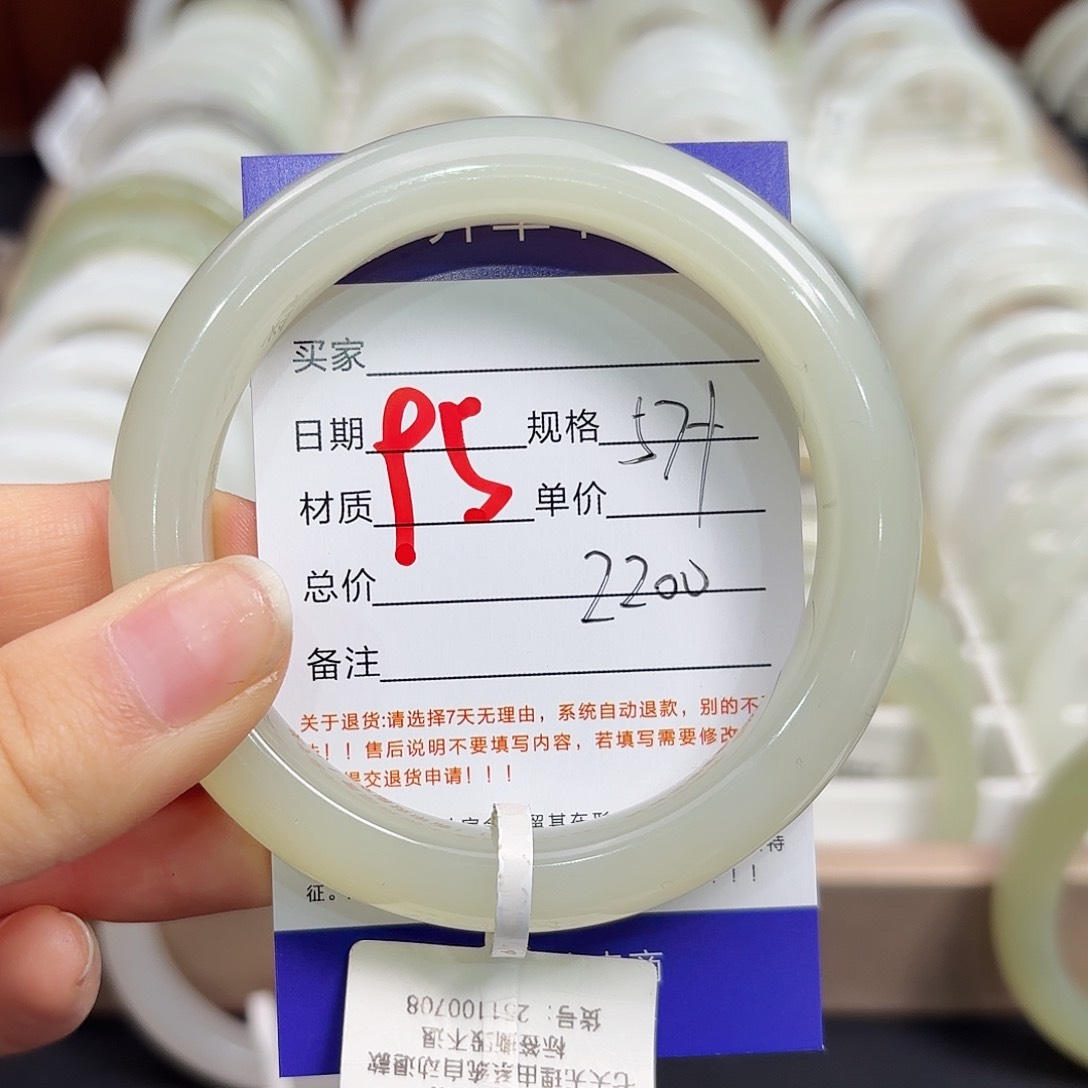 买家
日期 PS 规格 57+
材质 单价
总价 2200
备注
关于退货:请选择7天无理由，系统自动退款，别的不
！！售后说明不要填写内容，若填写需要修改
提交退货申请！！！
征。
！！！
货号：251100708
标签撕毁不退
七天无理由系统自动退款